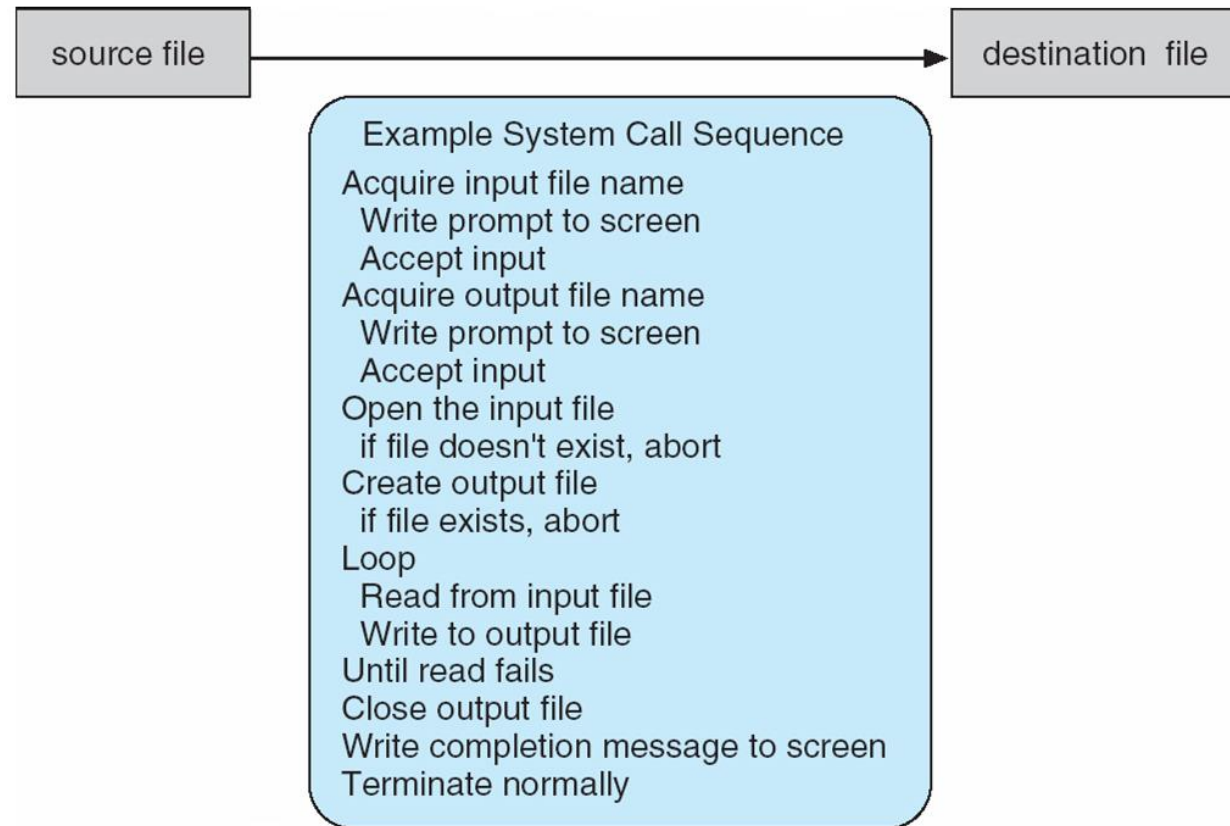 source file
destination file
Example System Call Sequence
Acquire input file name
Write prompt to screen
Accept input
Acquire output file name
Write prompt to screen
Accept input
Open the input file
if file doesn't exist, abort
Create output file
if file exists, abort
Loop
Read from input file
Write to output file
Until read fails
Close output file
Write completion message to screen
Terminate normally